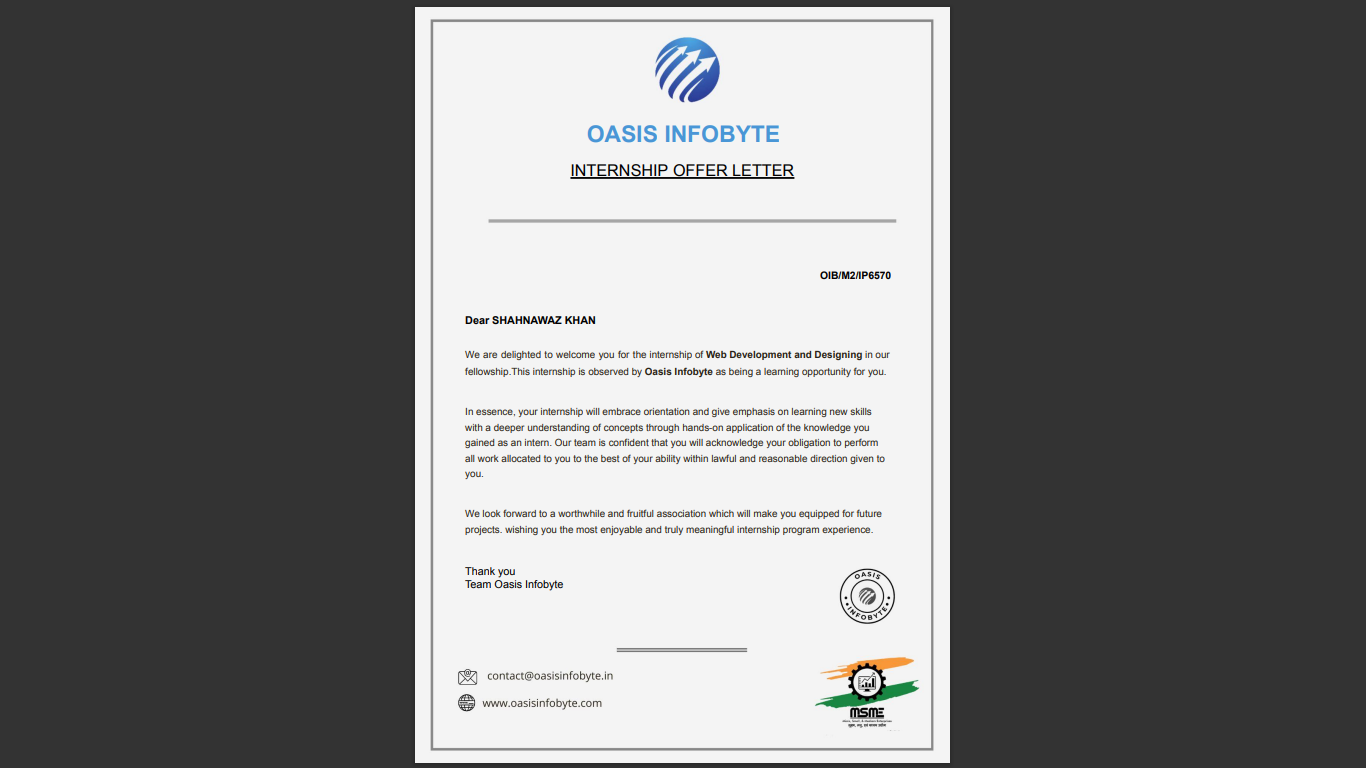 OASIS INFOBYTE
INTERNSHIP OFFER LETTER
OIB/M2/IP6570
Dear SHAHNAWAZ KHAN
We are delighted to welcome you for the internship of Web Development and Designing in our
fellowship.This internship is observed by Oasis Infobyte as being a learning opportunity for you.
In essence, your internship will embrace orientation and give emphasis on learning new skills
with a deeper understanding of concepts through hands-on application of the knowledge you
gained as an intern. Our team is confident that you will acknowledge your obligation to perform
all work allocated to you to the best of your ability within lawful and reasonable direction given to
you.
We look forward to a worthwhile and fruitful association which will make you equipped for future
projects. wishing you the most enjoyable and truly meaningful internship program experience.
Thank you
Team Oasis Infobyte
OASIS
INFOBYTE
contact@oasisinfobyte.in
www.oasisinfobyte.com
MSME